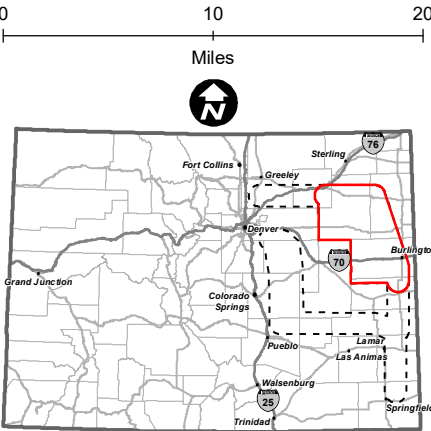 0 10 20
Miles
N
76
Sterling
Fort Collins
Greeley
Denver
Burlington
70
Grand Junction
Colorado
Springs
Lamar
Pueblo
Las Animas
Walsenburg
25
Springfield
Trinidad